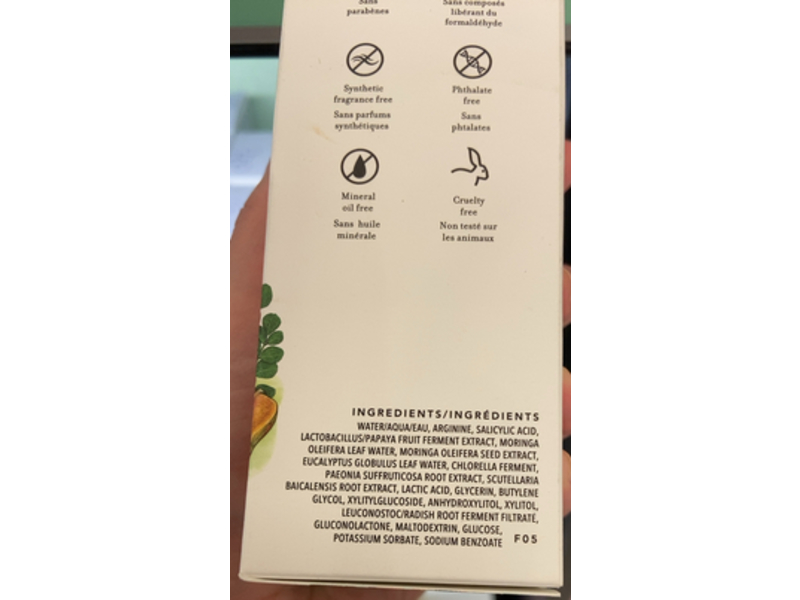 Sans
parabènes
Sans composés
libérant du
formaldéhyde
Synthetic
fragrance free
Sans parfums
synthétiques
Phthalate
free
Sans
phtalates
Mineral
oil free
Sans huile
minérale
Cruelty
free
Non testé sur
les animaux
INGREDIENTS/INGRÉDIENTS
WATER/AQUA/EAU, ARGININE, SALICYLIC ACID,
LACTOBACILLUS/PAPAYA FRUIT FERMENT EXTRACT, MORINGA
OLEIFERA LEAF WATER, MORINGA OLEIFERA SEED EXTRACT,
EUCALYPTUS GLOBULUS LEAF WATER, CHLORELLA FERMENT,
PAEONIA SUFFRUTICOSA ROOT EXTRACT, SCUTELLARIA
BAICALENSIS ROOT EXTRACT, LACTIC ACID, GLYCERIN, BUTYLENE
GLYCOL, XYLITYLGLUCOSIDE, ANHYDROXYLITOL, XYLITOL,
LEUCONOSTOC/RADISH ROOT FERMENT FILTRATE,
GLUCONOLACTONE, MALTODEXTRIN, GLUCOSE,
POTASSIUM SORBATE, SODIUM BENZOATE F05